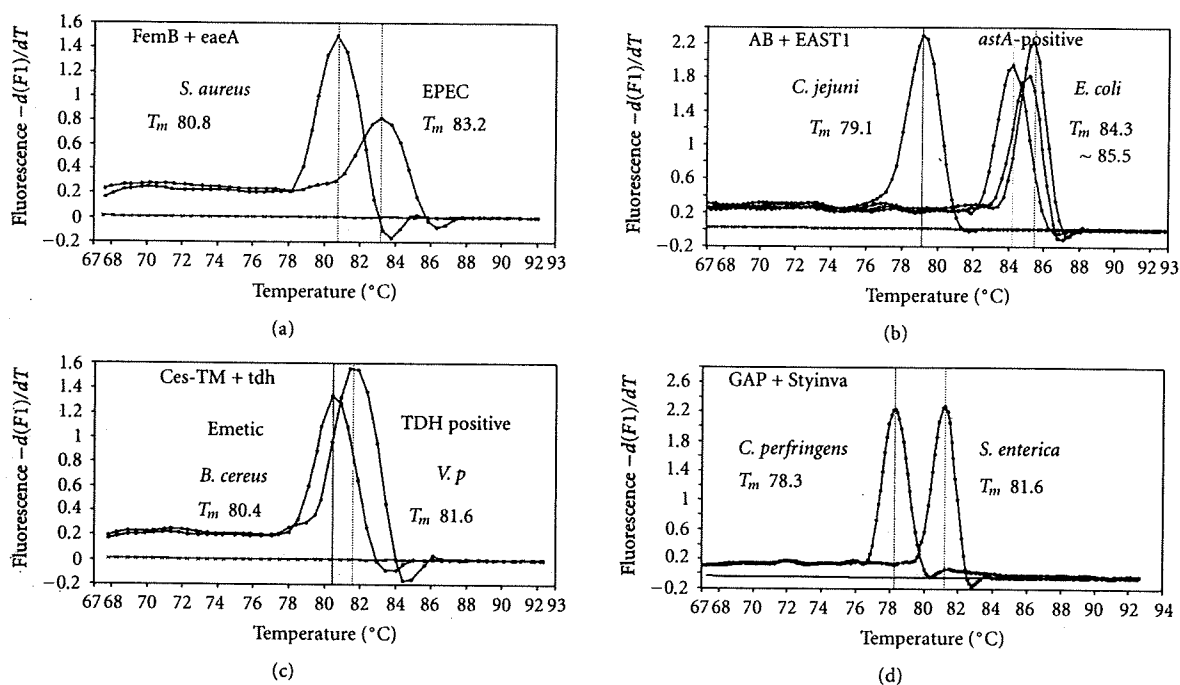 FemB + eaeA
S. aureus
Tm 80.8
EPEC
Tm 83.2
Fluorescence −d(F1)/dT
1.6
1.4
1.2
1
0.8
0.6
0.4
0.2
0
−0.2
67 68 70 72 74 76 78 80 82 84 86 88 90 92 93
Temperature (°C)
(a)
AB + EAST1
astA-positive
C. jejuni
Tm 79.1
E. coli
Tm 84.3
~ 85.5
Fluorescence −d(F1)/dT
2.2
1.8
1.4
1
0.6
0.2
−0.2
67 68 70 72 74 76 78 80 82 84 86 88 90 92 93
Temperature (°C)
(b)
Ces-TM + tdh
Emetic
B. cereus
Tm 80.4
TDH positive
V. p
Tm 81.6
Fluorescence −d(F1)/dT
1.6
1.4
1.2
1
0.8
0.6
0.4
0.2
0
−0.2
67 68 70 72 74 76 78 80 82 84 86 88 90 92 93
Temperature (°C)
(c)
GAP + Styinva
C. perfringens
Tm 78.3
S. enterica
Tm 81.6
Fluorescence −d(F1)/dT
2.6
2.2
1.8
1.4
1
0.6
0.2
−0.2
67 68 70 72 74 76 78 80 82 84 86 88 90 92 94
Temperature (°C)
(d)